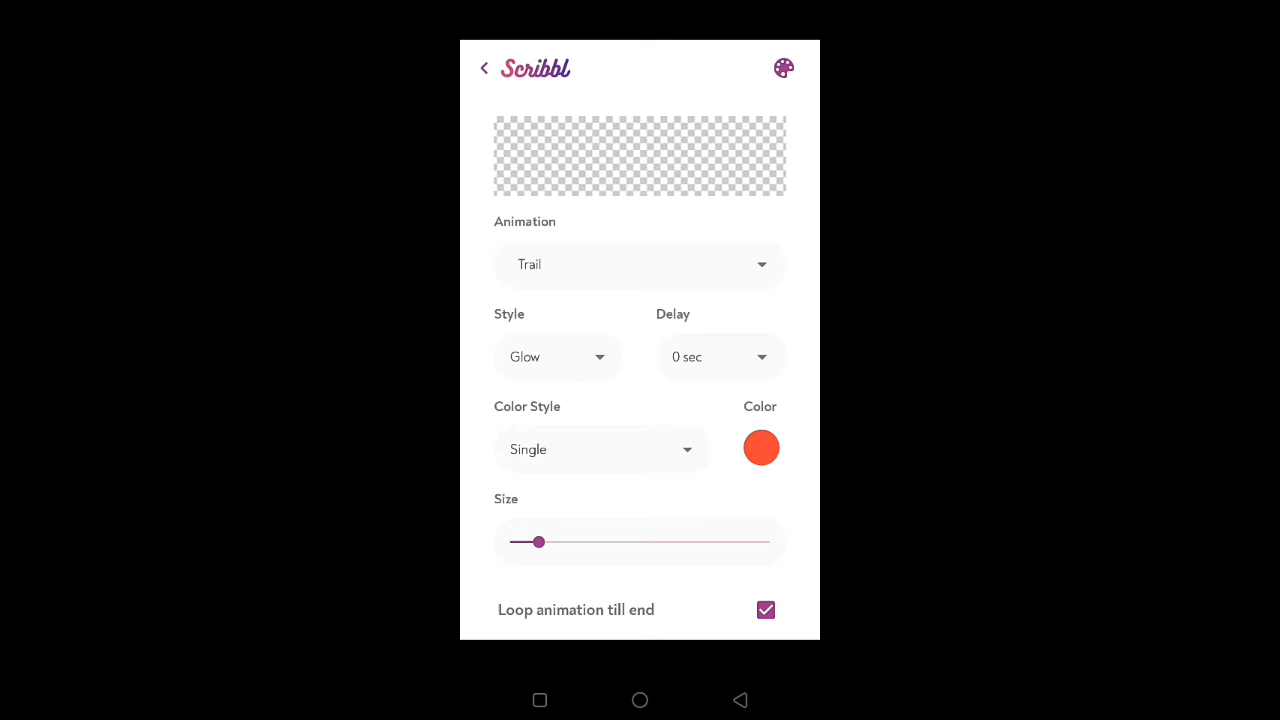 Scribbl
Animation
Trail
Style Delay
Glow 0 sec
Color Style Color
Single
Size
Loop animation till end